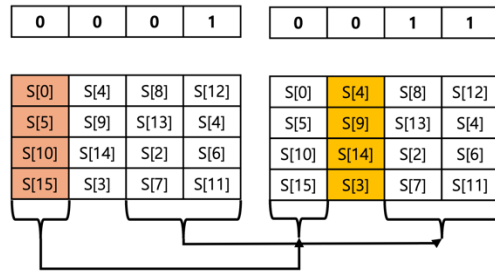 0 0 0 1 0 0 1 1
S[0] S[4] S[8] S[12] S[0] S[4] S[8] S[12]
S[5] S[9] S[13] S[4] S[5] S[9] S[13] S[4]
S[10] S[14] S[2] S[6] S[10] S[14] S[2] S[6]
S[15] S[3] S[7] S[11] S[15] S[3] S[7] S[11]